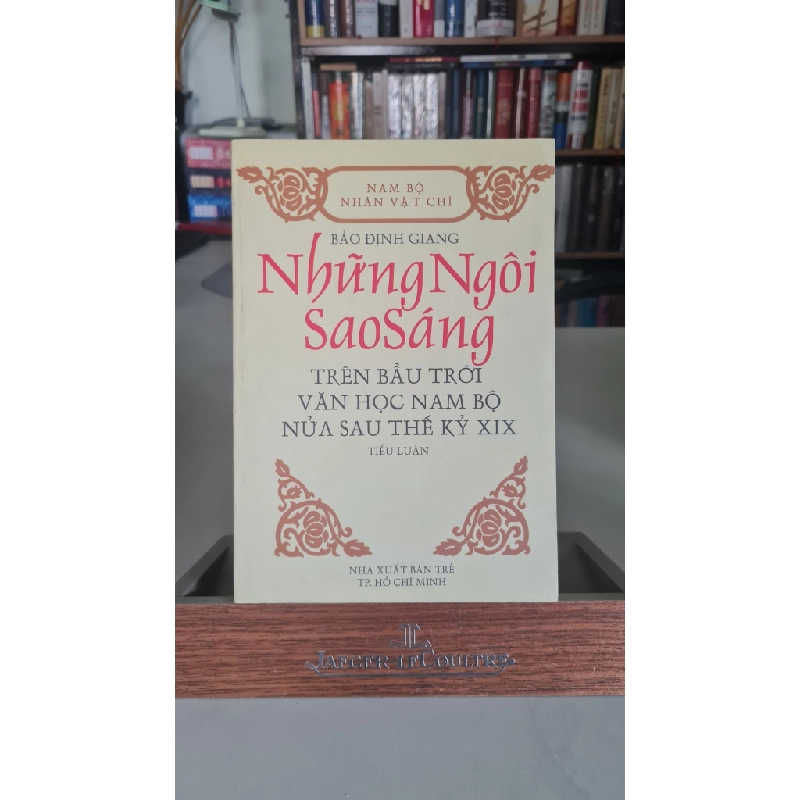 NAM BỘ
NHÂN VẬT CHÍ
BẢO ĐỊNH GIANG
Những Ngôi
Sao Sáng
TRÊN BẦU TRỜI
VĂN HỌC NAM BỘ
NỬA SAU THẾ KỶ XIX
TIỂU LUẬN
NHÀ XUẤT BẢN TRẺ
TP. HỒ CHÍ MINH
JAEGER-LECOULTRE